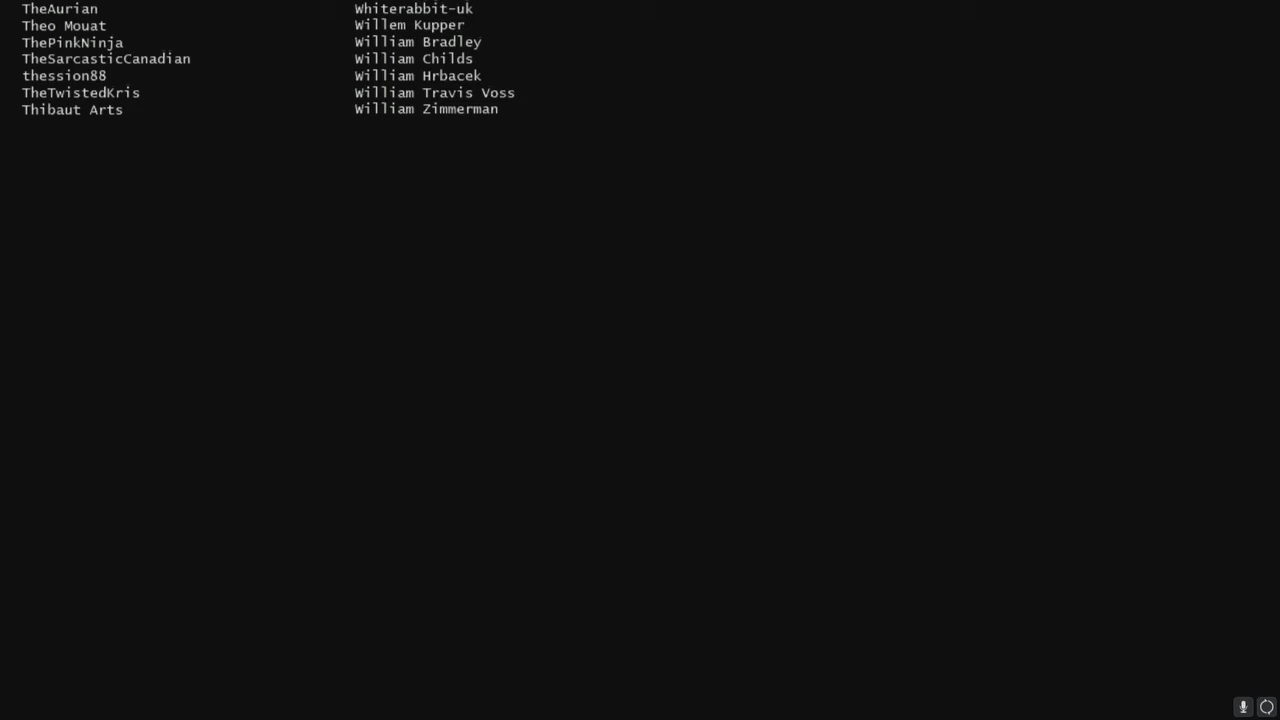 TheAurian
Theo Mouat
ThePinkNinja
TheSarcasticCanadian
thession88
TheTwistedKris
Thibaut Arts
Whiterabbit-uk
Willem Kupper
William Bradley
William Childs
William Hrbacek
William Travis Voss
William Zimmerman